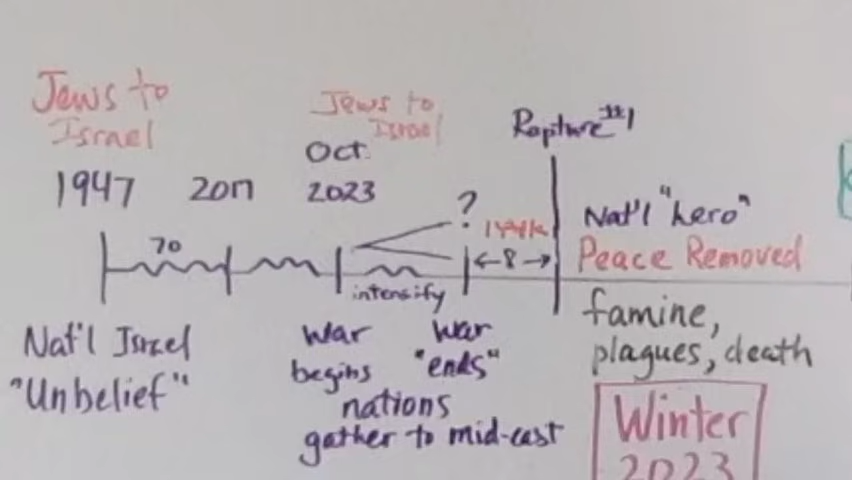 Jews to
Israel
1947
2017
Jews to
Israel
Oct.
2023
Rapture #1
?
144k
70
intensify
← 8 →
Nat'l "hero"
Peace Removed
famine,
plagues, death
Nat'l Israel
"Unbelief"
War
begins
War
"ends"
nations
gather to mid-east
Winter
2023